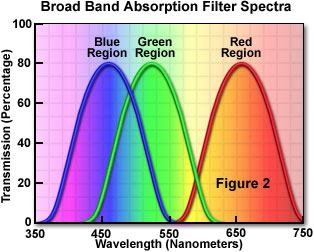 Broad Band Absorption Filter Spectra
Transmission (Percentage)
100
80
60
40
20
0
Blue
Region
Green
Region
Red
Region
Figure 2
350
450
550
650
750
Wavelength (Nanometers)